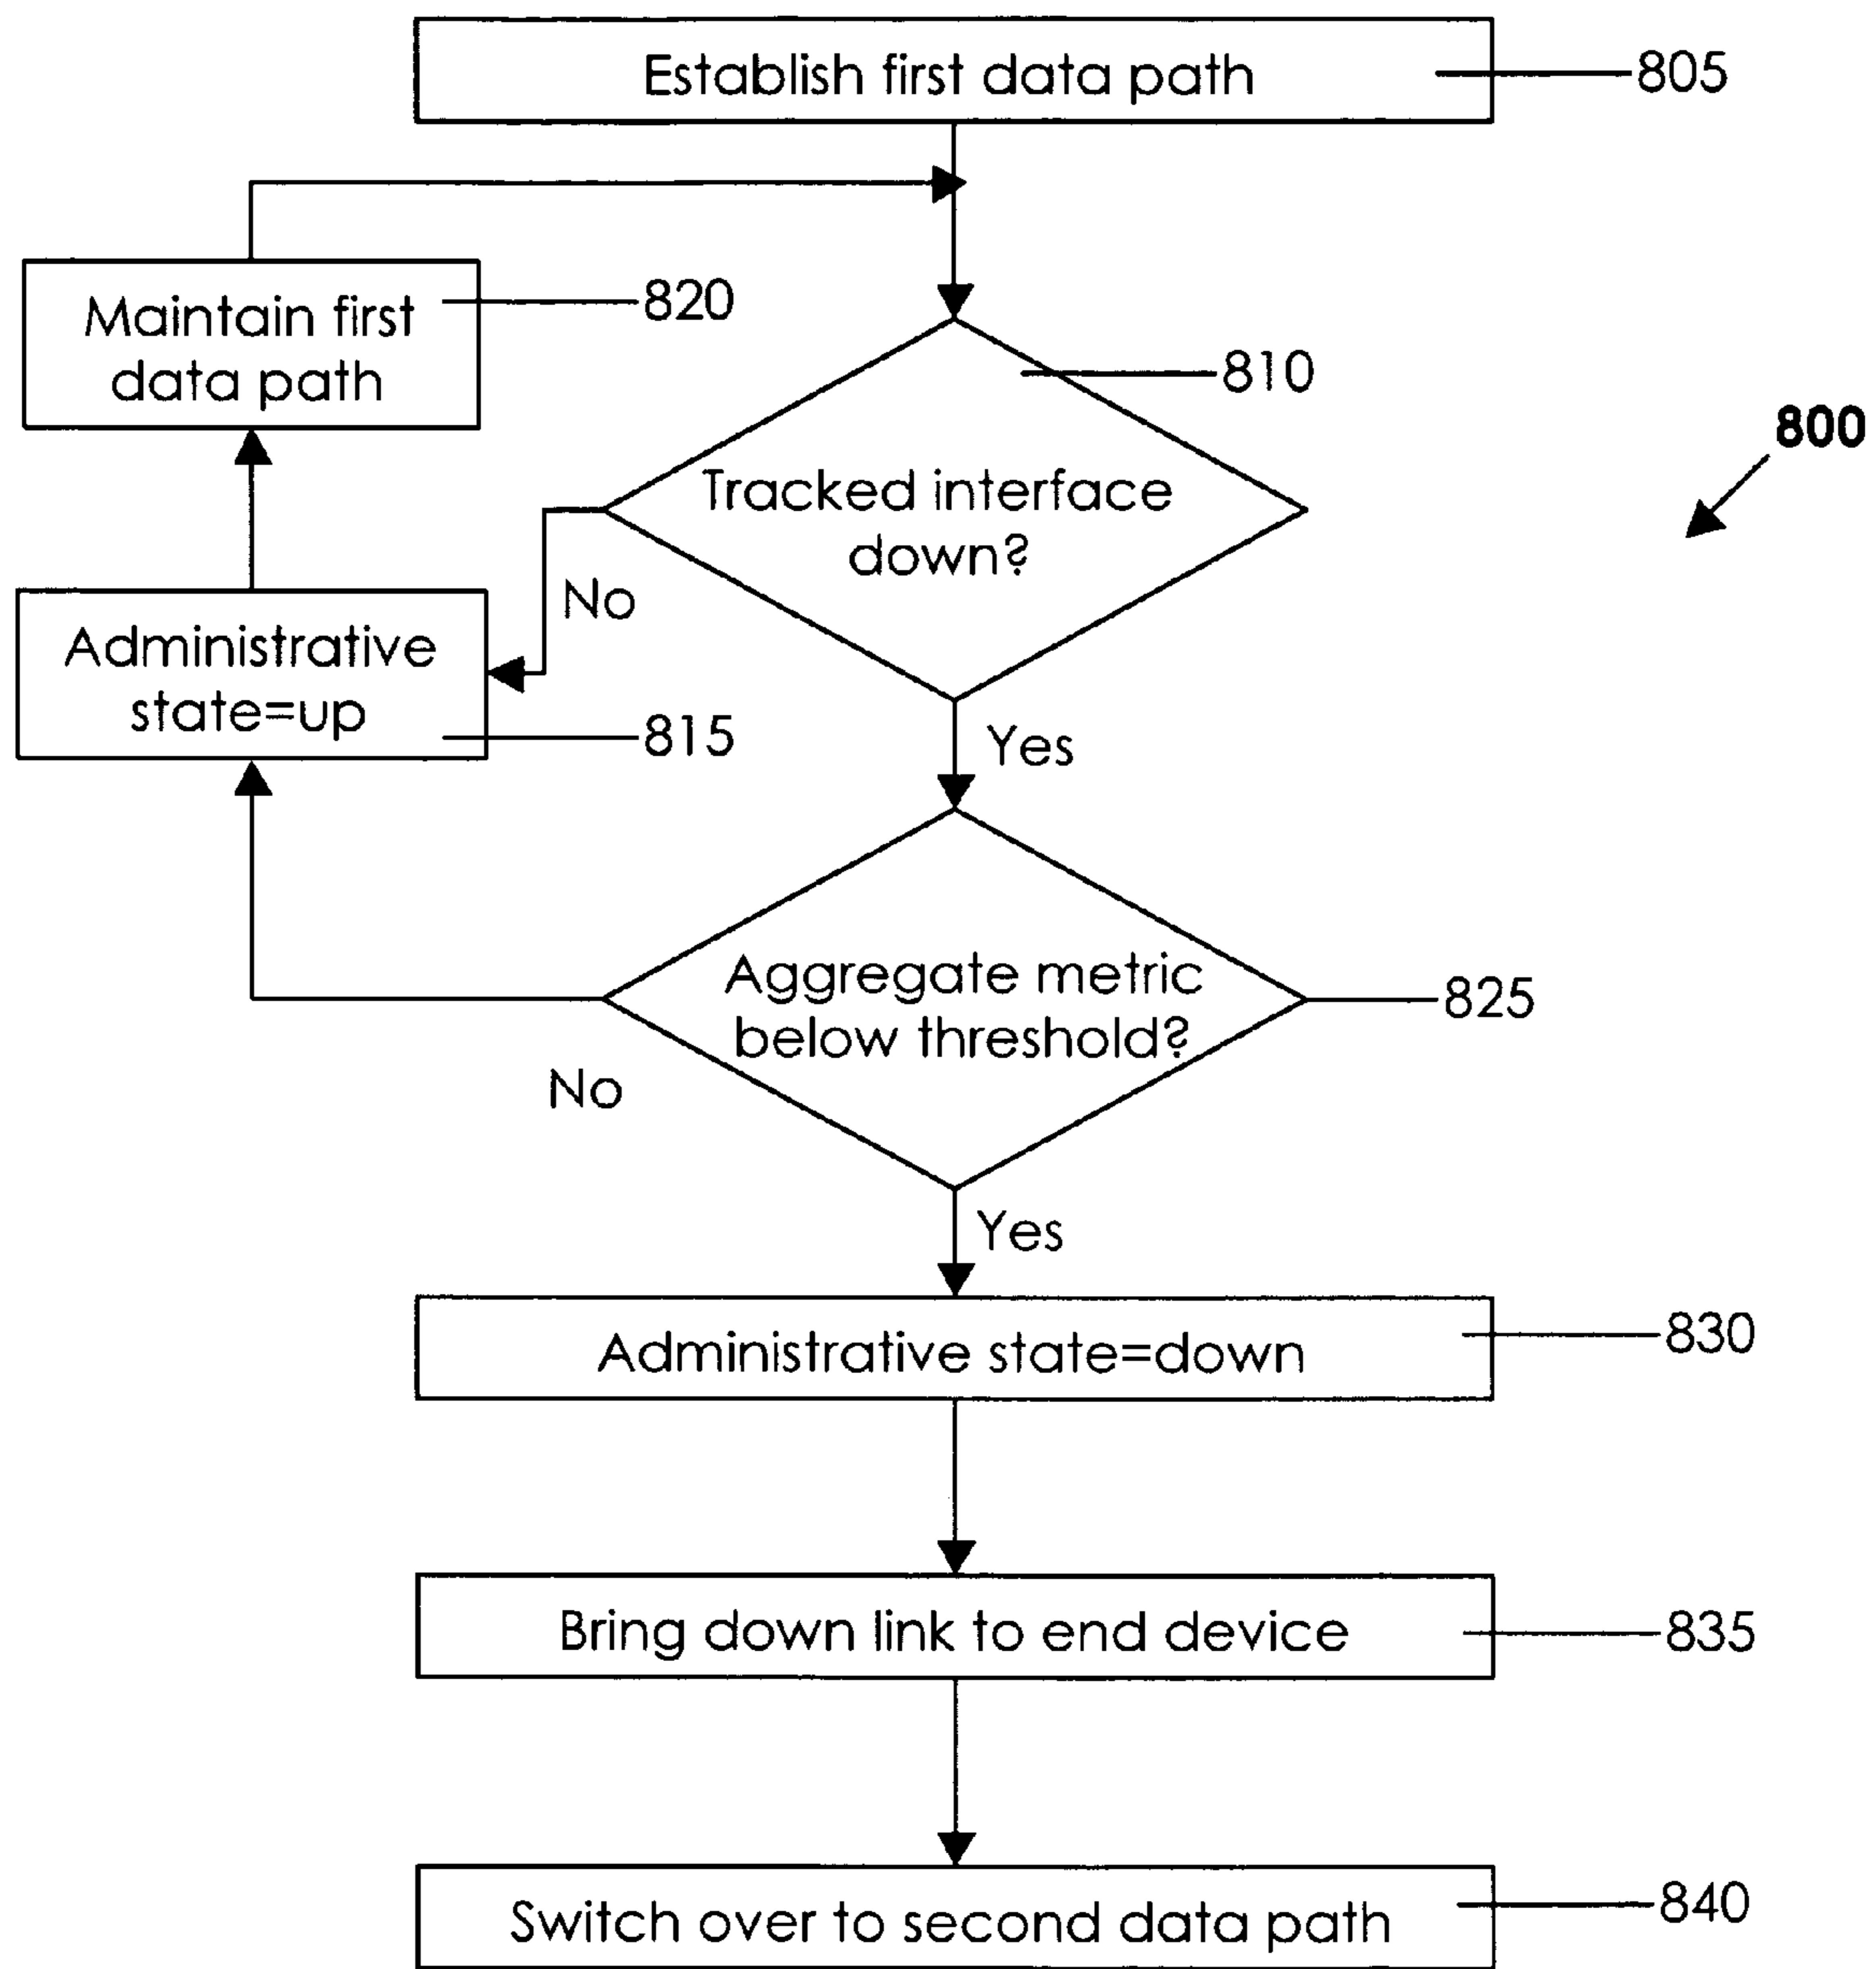 Establish first data path
805
Maintain first
data path
820
810
800
Tracked interface
down?
No
Administrative
state=up
815
Yes
Aggregate metric
below threshold?
825
No
Yes
Administrative state=down
830
Bring down link to end device
835
Switch over to second data path
840